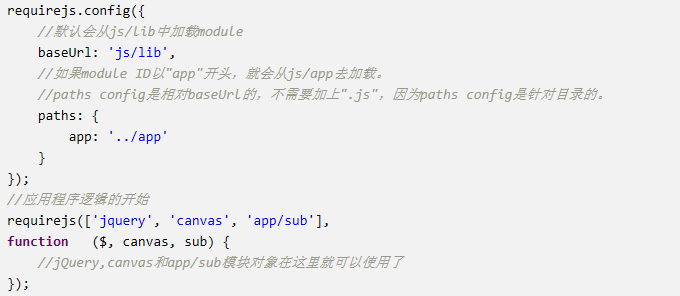 requirejs.config({
    //默认会从js/lib中加载module
    baseUrl: 'js/lib',
    //如果module ID以"app"开头，就会从js/app去加载。
    //paths config是相对baseUrl的，不需要加上".js"，因为paths config是针对目录的。
    paths: {
        app: '../app'
    }
});
//应用程序逻辑的开始
requirejs(['jquery', 'canvas', 'app/sub'],
function   ($, canvas, sub) {
    //jQuery,canvas和app/sub模块对象在这里就可以使用了
});